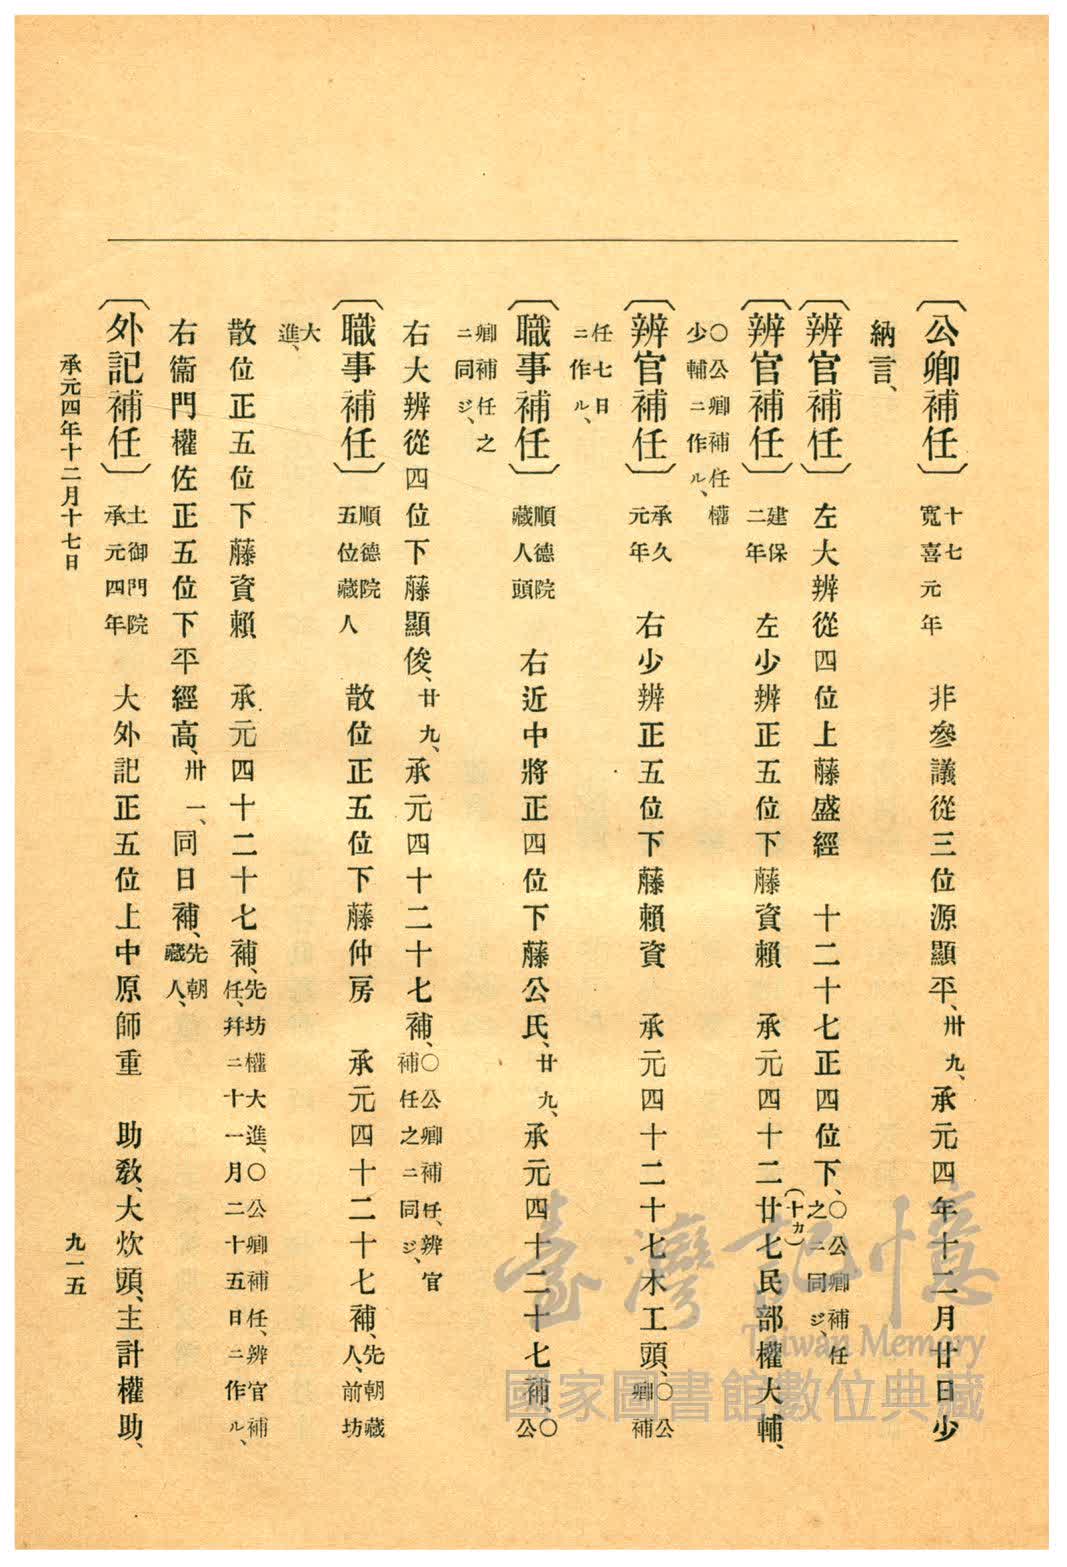 〔公卿補任〕十七 寬喜元年 非參議從三位源顯平、卅九、承元四年十二月廿日少
納言、
〔辨官補任〕左大辨從四位上藤盛經 十二十七正四位下、〇公卿補任之ニ同ジ、
〔辨官補任〕建保二年 左少辨正五位下藤資賴 承元四十二廿(十カ)七民部權大輔、
〇公卿補任權少輔ニ作ル、
〔辨官補任〕承久元年 右少辨正五位下藤賴資 承元四十二十七木工頭、〇公卿補
任七日ニ作ル、
〔職事補任〕順德院藏人頭 右近中將正四位下藤公氏、廿九、承元四十二十七補、〇公
卿補任之ニ同ジ、
右大辨從四位下藤顯俊、廿九、承元四十二十七補、〇公卿補任、辨官補任之ニ同ジ、
〔職事補任〕順德院五位藏人 散位正五位下藤仲房 承元四十二十七補、先朝藏人、前坊
大進、
散位正五位下藤資賴 承元四十二十七補、先坊權大進、〇公卿補任、辨官補任、幷ニ十一月二十五日ニ作ル、
右衞門權佐正五位下平經高、卅一、同日補、先朝藏人、
〔外記補任〕土御門院承元四年 大外記正五位上中原師重 助敎、大炊頭、主計權助、
承元四年十二月十七日
九一五
臺灣記憶
Taiwan Memory
國家圖書館數位典藏